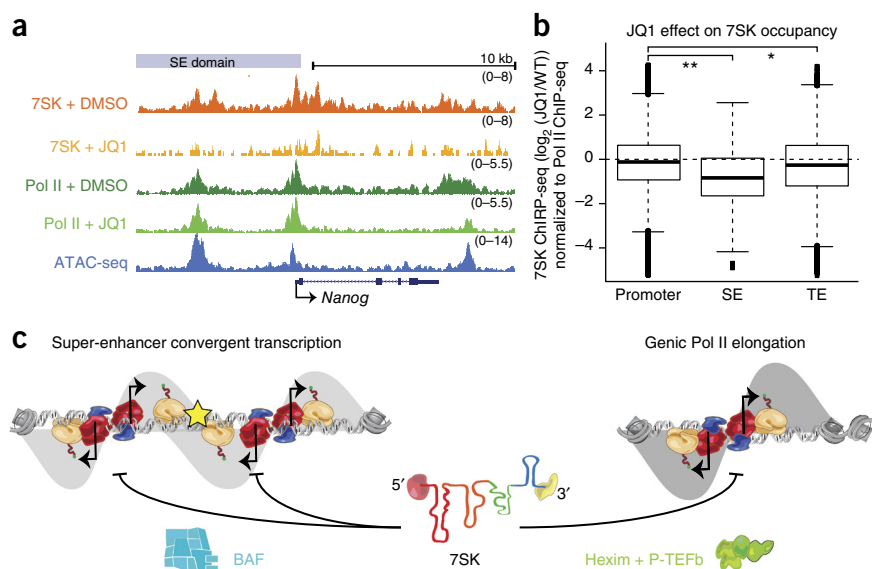 a
SE domain
10 kb
(0–8)
7SK + DMSO
(0–8)
7SK + JQ1
(0–5.5)
Pol II + DMSO
(0–5.5)
Pol II + JQ1
(0–14)
ATAC-seq
Nanog
b
JQ1 effect on 7SK occupancy
** *
4
2
0
−2
−4
7SK ChIRP-seq (log2 (JQ1/WT))
normalized to Pol II ChIP-seq
Promoter SE TE
c
Super-enhancer convergent transcription
Genic Pol II elongation
5′ 3′
7SK
BAF
Hexim + P-TEFb